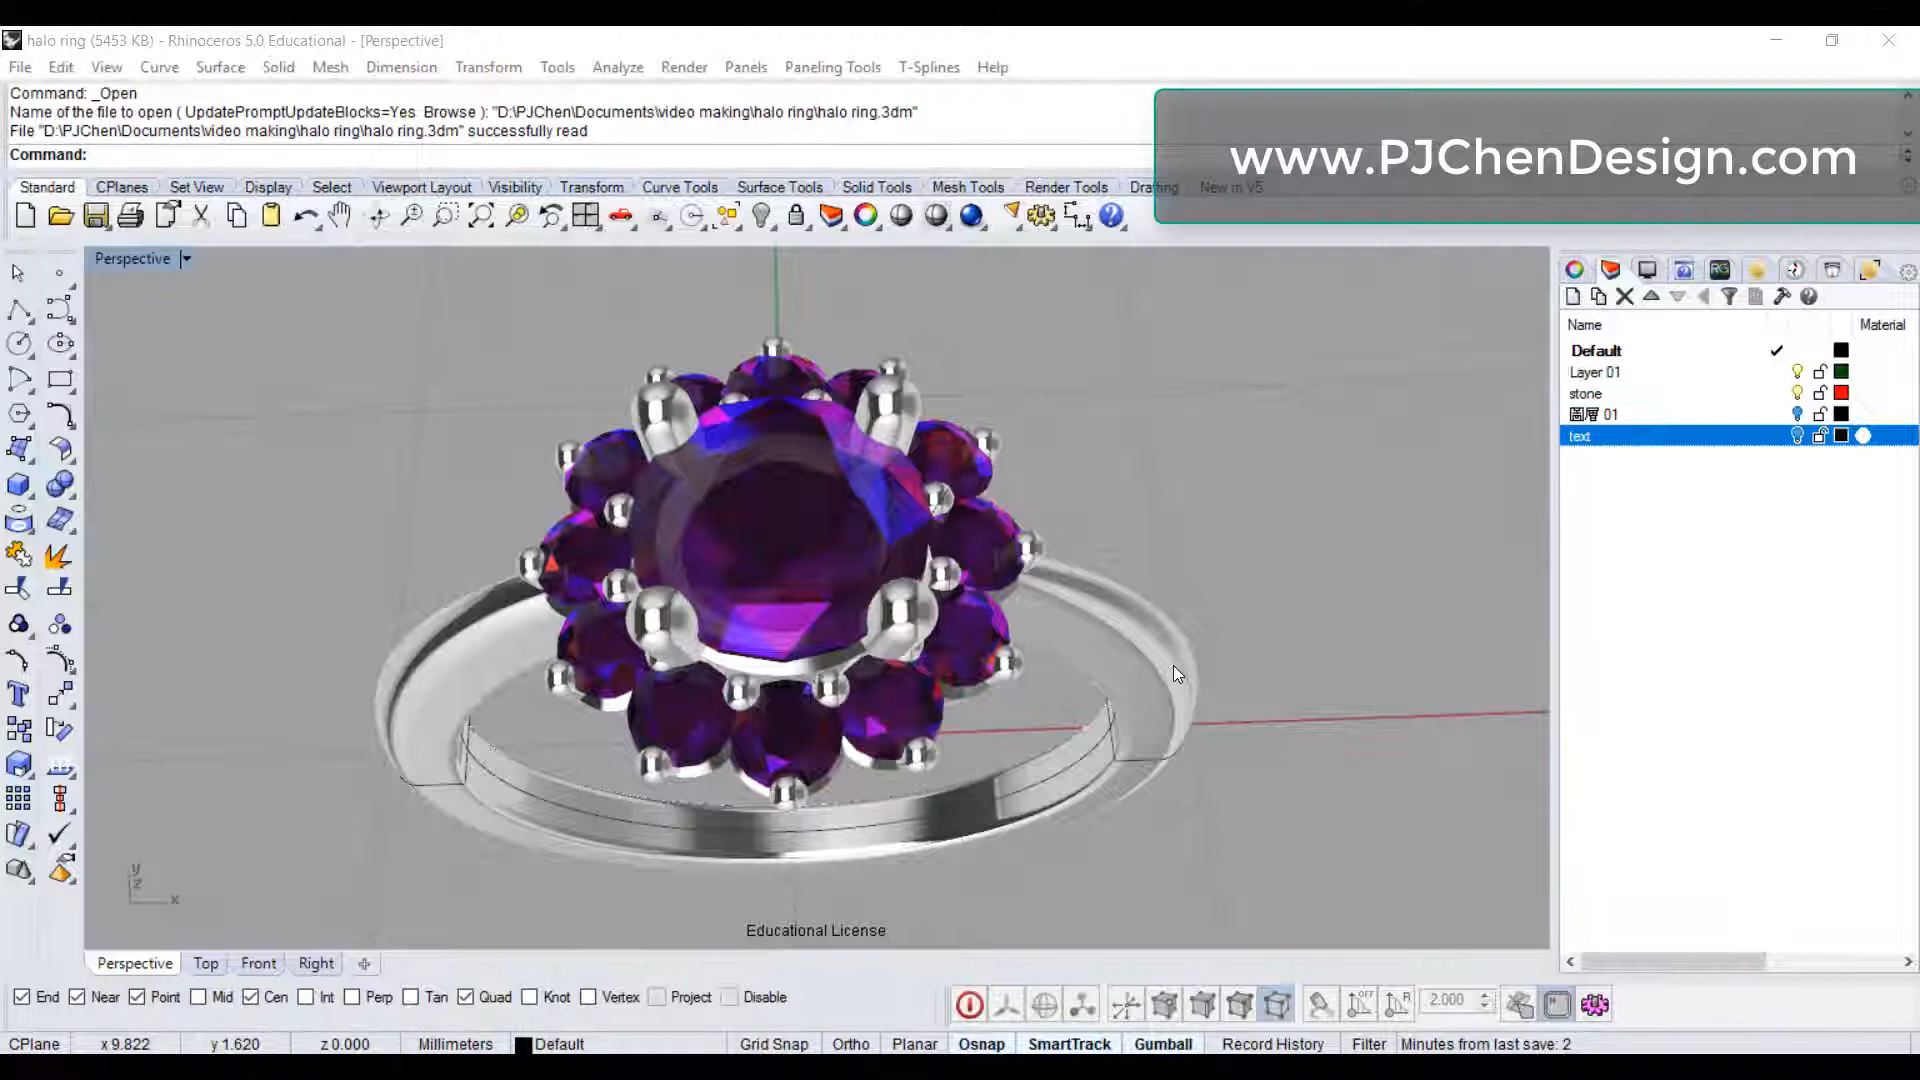 halo ring (5453 KB) - Rhinoceros 5.0 Educational - [Perspective]
File Edit View Curve Surface Solid Mesh Dimension Transform Tools Analyze Render Panels Paneling Tools T-Splines Help
Command: _Open
Name of the file to open ( UpdatePromptUpdateBlocks=Yes Browse ): "D:\PJChen\Documents\video making\halo ring\halo ring.3dm"
File "D:\PJChen\Documents\video making\halo ring\halo ring.3dm" successfully read
Command:
www.PJChenDesign.com
Standard CPlanes Set View Display Select Viewport Layout Visibility Transform Curve Tools Surface Tools Solid Tools Mesh Tools Render Tools Drafting New in V5
Perspective
Name Material
Default
Layer 01
stone
圖層 01
text
y
z
x
Educational License
Perspective Top Front Right
End Near Point Mid Cen Int Perp Tan Quad Knot Vertex Project Disable
2.000
CPlane x 9.822 y 1.620 z 0.000 Millimeters Default Grid Snap Ortho Planar Osnap SmartTrack Gumball Record History Filter Minutes from last save: 2